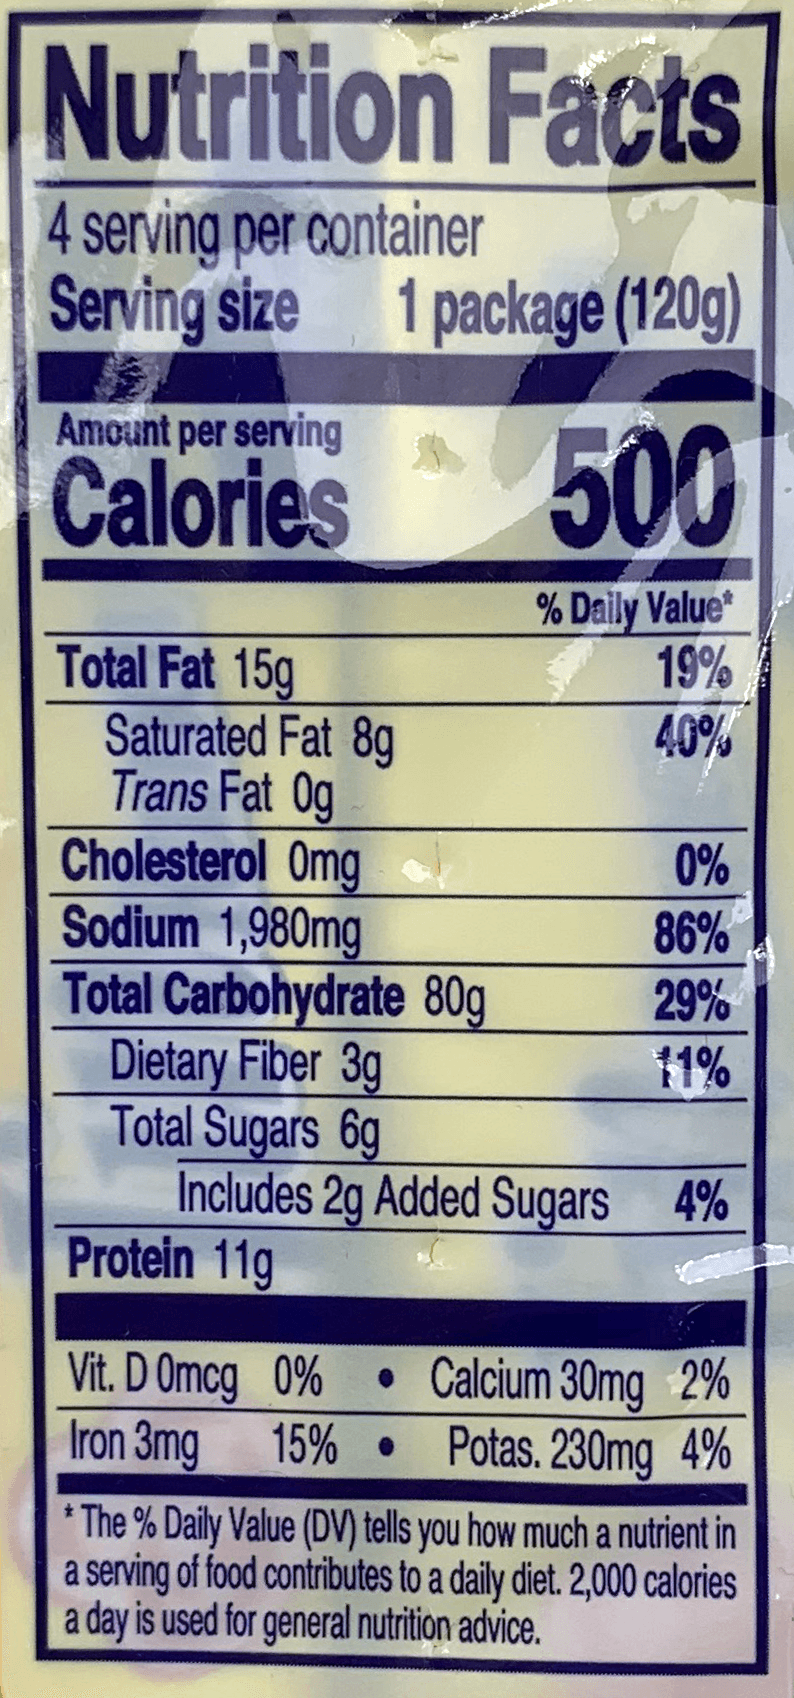 Nutrition Facts
4 serving per container
Serving size 1 package (120g)
Amount per serving
Calories 500
% Daily Value*
Total Fat 15g 19%
Saturated Fat 8g 40%
Trans Fat 0g
Cholesterol 0mg 0%
Sodium 1,980mg 86%
Total Carbohydrate 80g 29%
Dietary Fiber 3g 11%
Total Sugars 6g
Includes 2g Added Sugars 4%
Protein 11g
Vit. D 0mcg 0% • Calcium 30mg 2%
Iron 3mg 15% • Potas. 230mg 4%
* The % Daily Value (DV) tells you how much a nutrient in
a serving of food contributes to a daily diet. 2,000 calories
a day is used for general nutrition advice.